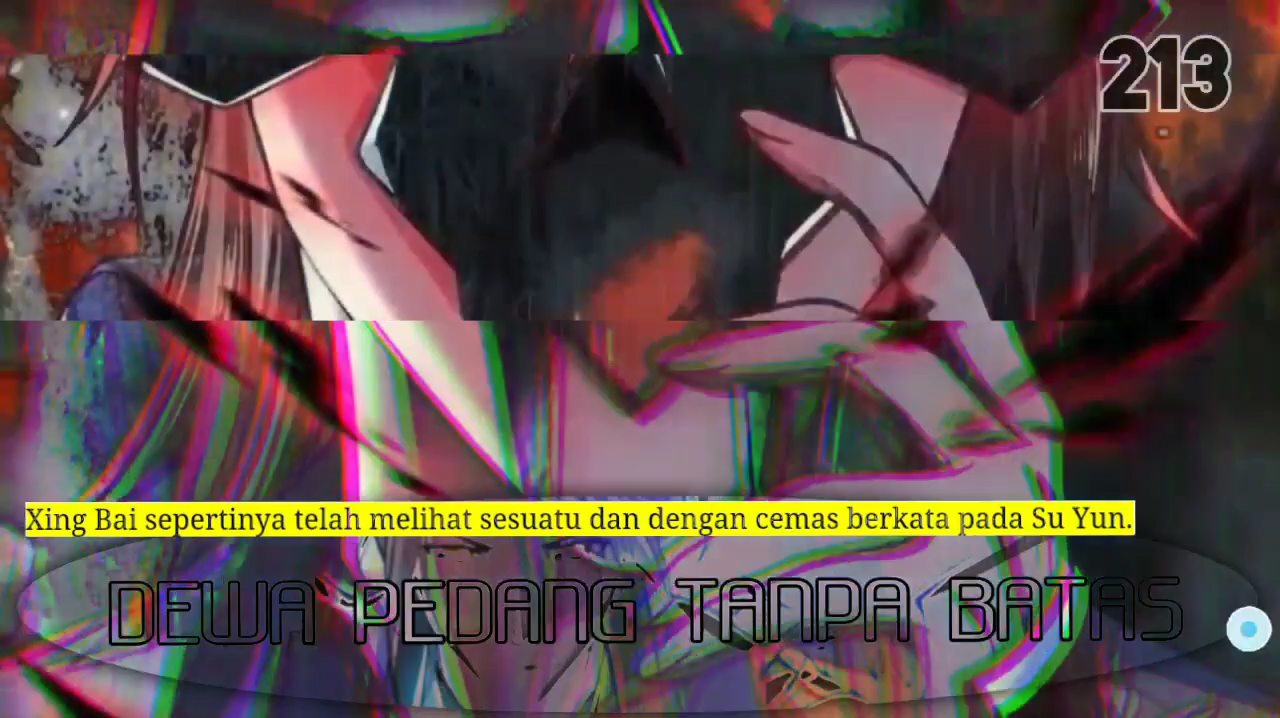 213
Xing Bai sepertinya telah melihat sesuatu dan dengan cemas berkata pada Su Yun.
DEWA PEDANG TANPA BATAS